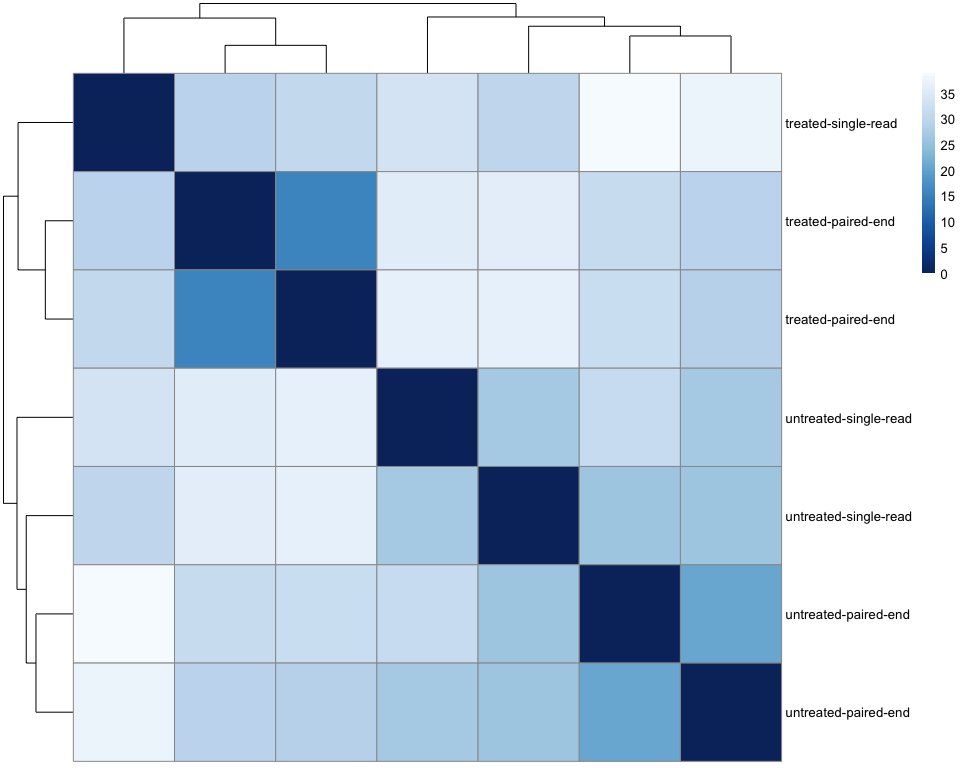 treated-single-read
treated-paired-end
treated-paired-end
untreated-single-read
untreated-single-read
untreated-paired-end
untreated-paired-end
35
30
25
20
15
10
5
0